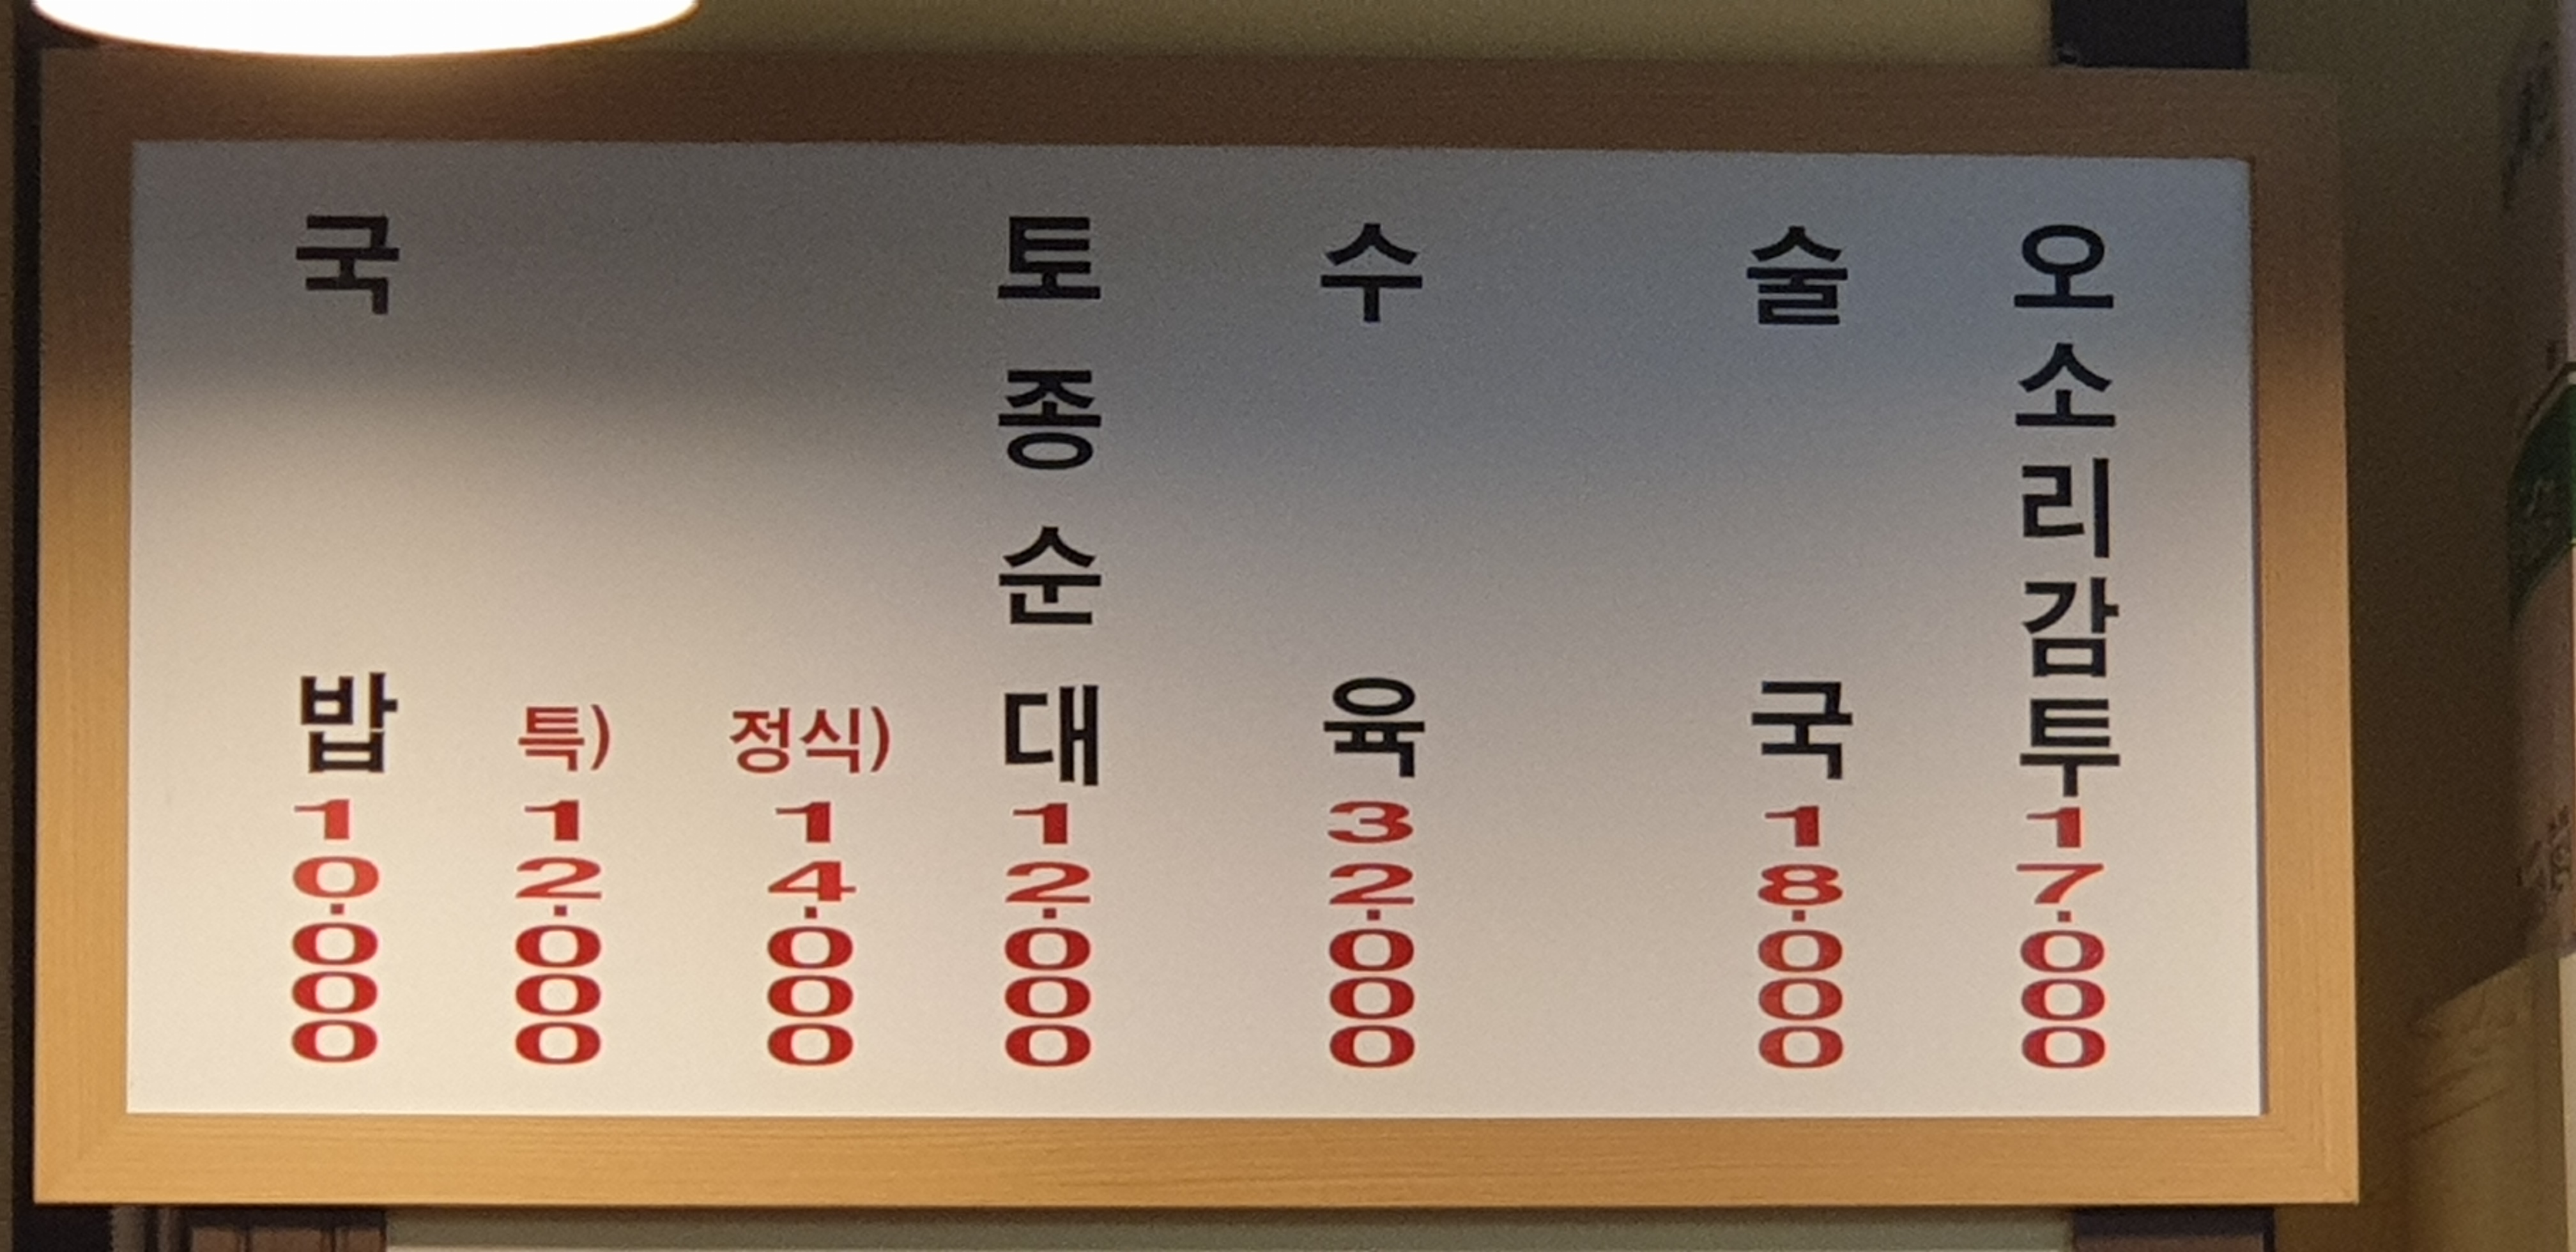 국밥 10.000
특) 12.000
정식) 14.000
토종순대 12.000
수육 32.000
술국 18.000
오소리감투 17.000